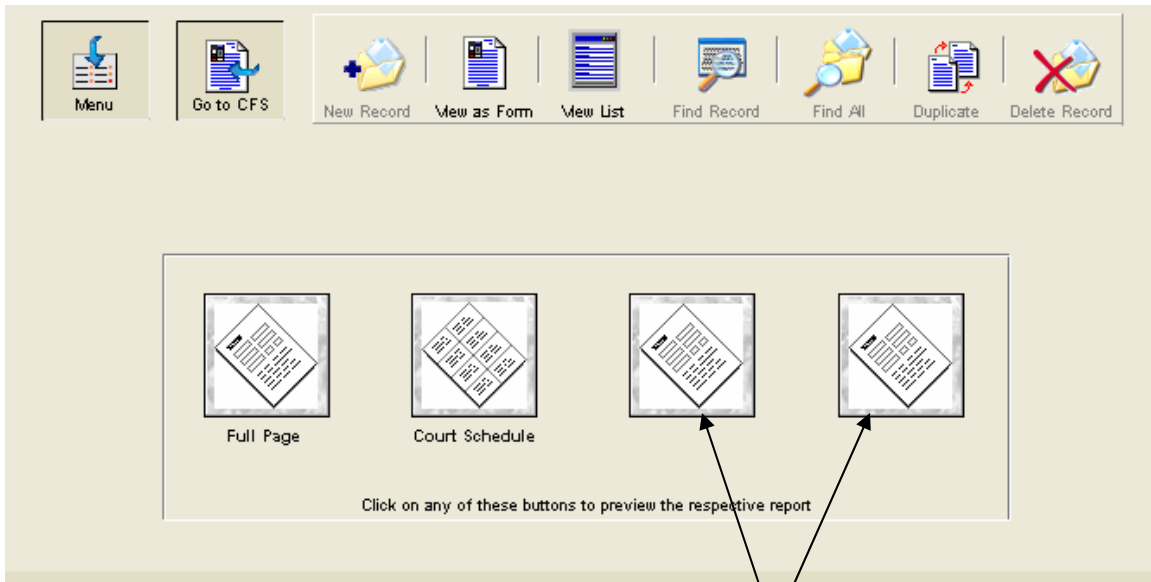 Menu
Go to CFS
New Record
View as Form
View List
Find Record
Find All
Duplicate
Delete Record
Full Page
Court Schedule
Click on any of these buttons to preview the respective report